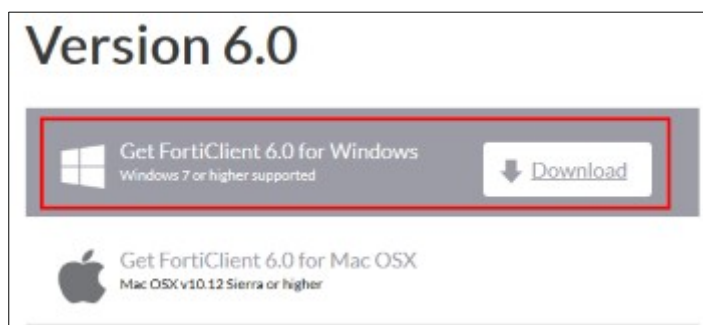 Version 6.0
Get FortiClient 6.0 for Windows
Windows 7 or higher supported
Download
Get FortiClient 6.0 for Mac OSX
Mac OSX v10.12 Sierra or higher